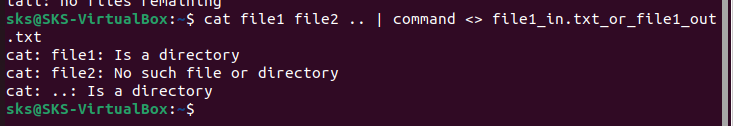 tail: no files remaining
sks@SKS-VirtualBox:~$ cat file1 file2 .. | command <> file1_in.txt_or_file1_out
.txt
cat: file1: Is a directory
cat: file2: No such file or directory
cat: ..: Is a directory
sks@SKS-VirtualBox:~$